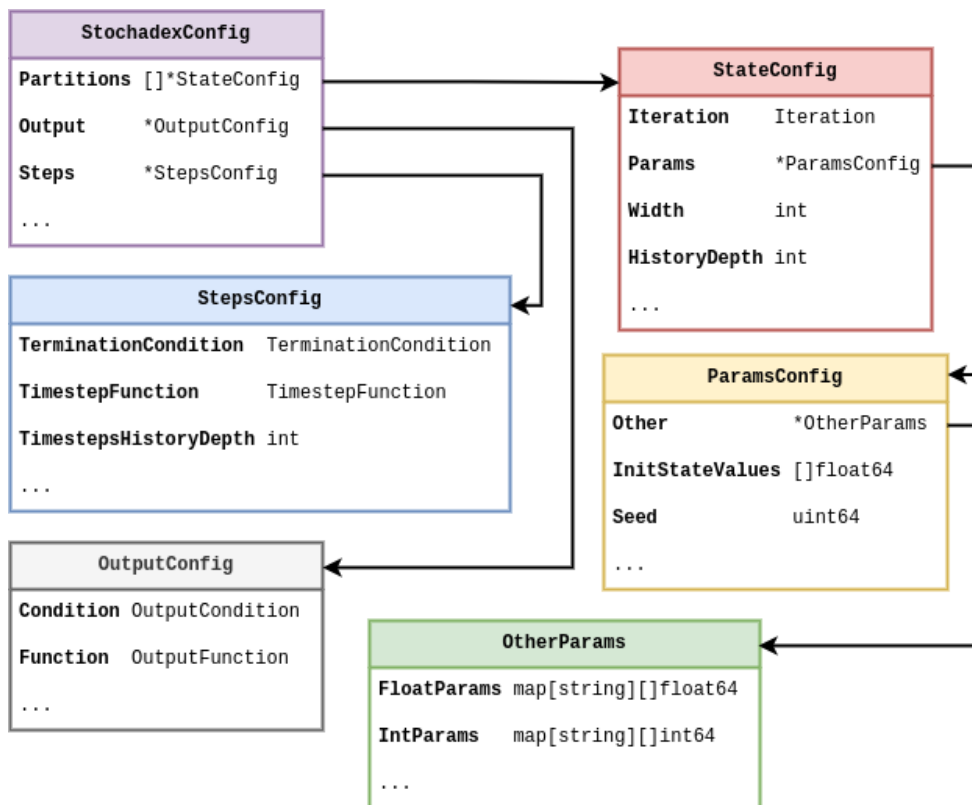 StochadexConfig
Partitions []*StateConfig
Output *OutputConfig
Steps *StepsConfig
...
StateConfig
Iteration Iteration
Params *ParamsConfig
Width int
HistoryDepth int
...
StepsConfig
TerminationCondition TerminationCondition
TimestepFunction TimestepFunction
TimestepsHistoryDepth int
...
ParamsConfig
Other *OtherParams
InitStateValues []float64
Seed uint64
...
OutputConfig
Condition OutputCondition
Function OutputFunction
...
OtherParams
FloatParams map[string][]float64
IntParams map[string][]int64
...